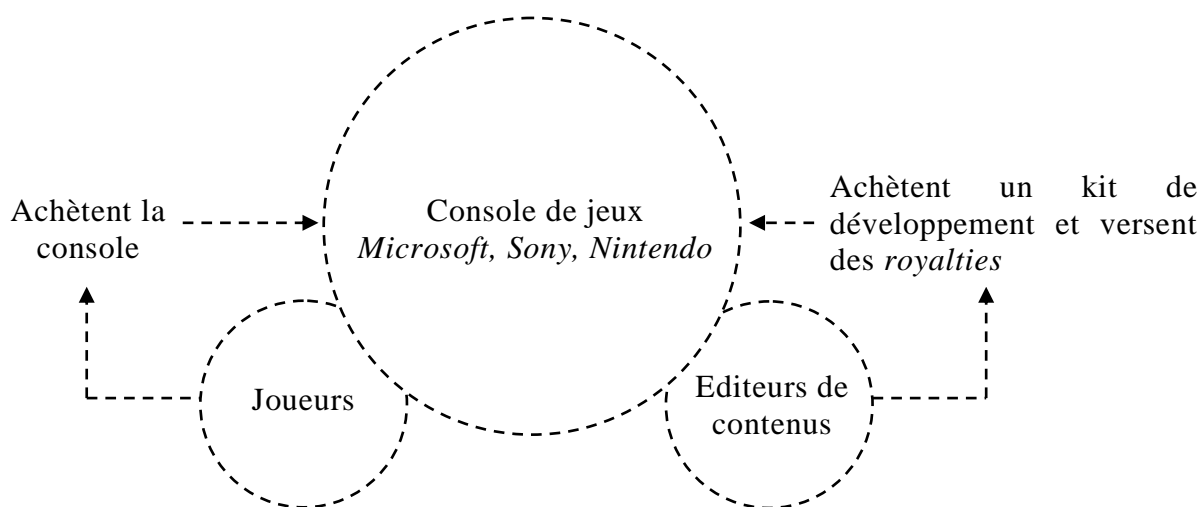 Achètent la
console
Console de jeux
Microsoft, Sony, Nintendo
Achètent un kit de
développement et versent
des royalties
Joueurs
Editeurs de
contenus